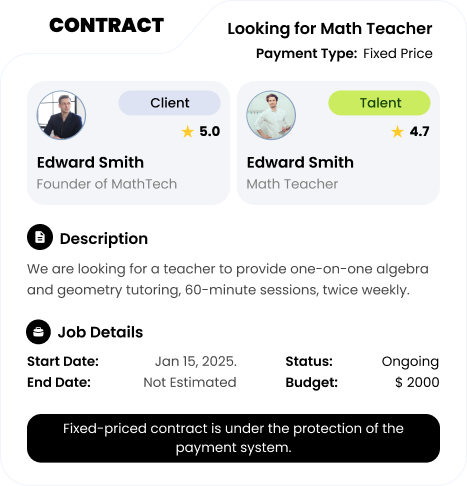 CONTRACT
Looking for Math Teacher
Payment Type: Fixed Price
Client
5.0
Edward Smith
Founder of MathTech
Talent
4.7
Edward Smith
Math Teacher
Description
We are looking for a teacher to provide one-on-one algebra
and geometry tutoring, 60-minute sessions, twice weekly.
Job Details
Start Date: Jan 15, 2025. Status: Ongoing
End Date: Not Estimated Budget: $ 2000
Fixed-priced contract is under the protection of the
payment system.